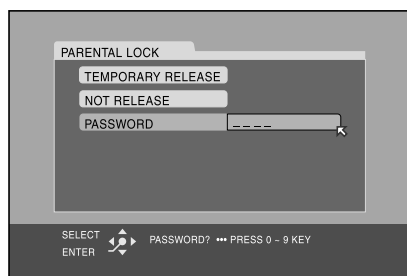 PARENTAL LOCK
TEMPORARY RELEASE
NOT RELEASE
PASSWORD _ _ _ _
SELECT
ENTER
PASSWORD? ••• PRESS 0 – 9 KEY